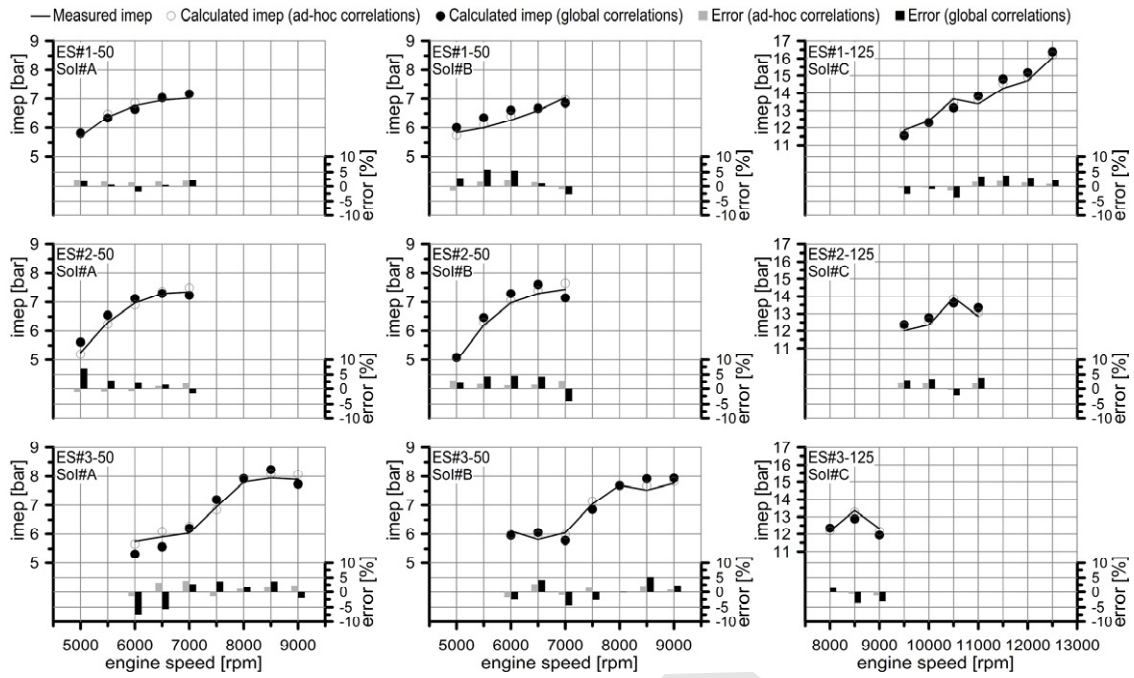 Measured imep Calculated imep (ad-hoc correlations) Calculated imep (global correlations) Error (ad-hoc correlations) Error (global correlations)
ES#1-50
SoI#A
imep [bar]
9
8
7
6
5
10
5
0
-5
-10
error [%]
ES#1-50
SoI#B
imep [bar]
9
8
7
6
5
10
5
0
-5
-10
error [%]
ES#1-125
SoI#C
imep [bar]
17
16
15
14
13
12
11
10
5
0
-5
-10
error [%]
ES#2-50
SoI#A
imep [bar]
9
8
7
6
5
10
5
0
-5
-10
error [%]
ES#2-50
SoI#B
imep [bar]
9
8
7
6
5
10
5
0
-5
-10
error [%]
ES#2-125
SoI#C
imep [bar]
17
16
15
14
13
12
11
10
5
0
-5
-10
error [%]
ES#3-50
SoI#A
imep [bar]
9
8
7
6
5
10
5
0
-5
-10
error [%]
5000 6000 7000 8000 9000
engine speed [rpm]
ES#3-50
SoI#B
imep [bar]
9
8
7
6
5
10
5
0
-5
-10
error [%]
5000 6000 7000 8000 9000
engine speed [rpm]
ES#3-125
SoI#C
imep [bar]
17
16
15
14
13
12
11
10
5
0
-5
-10
error [%]
8000 9000 10000 11000 12000 13000
engine speed [rpm]